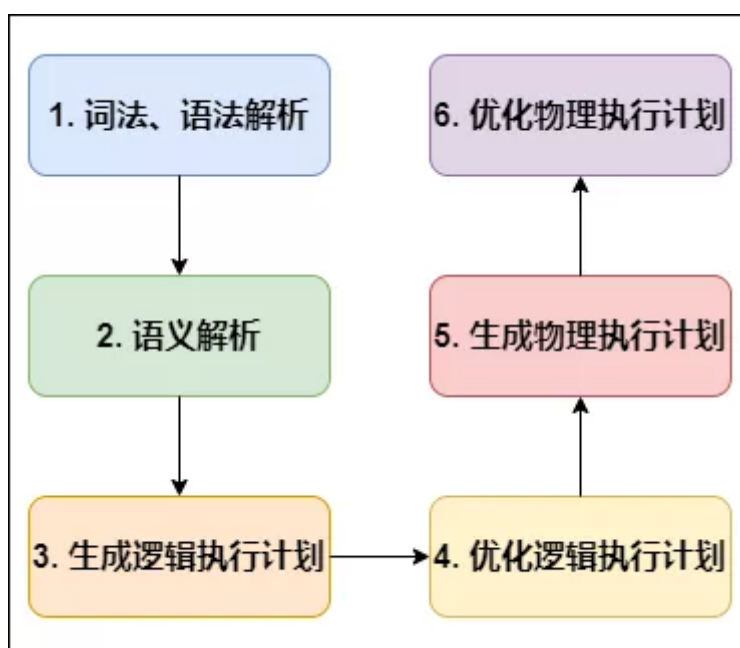 1. 词法、语法解析
2. 语义解析
3. 生成逻辑执行计划
4. 优化逻辑执行计划
5. 生成物理执行计划
6. 优化物理执行计划